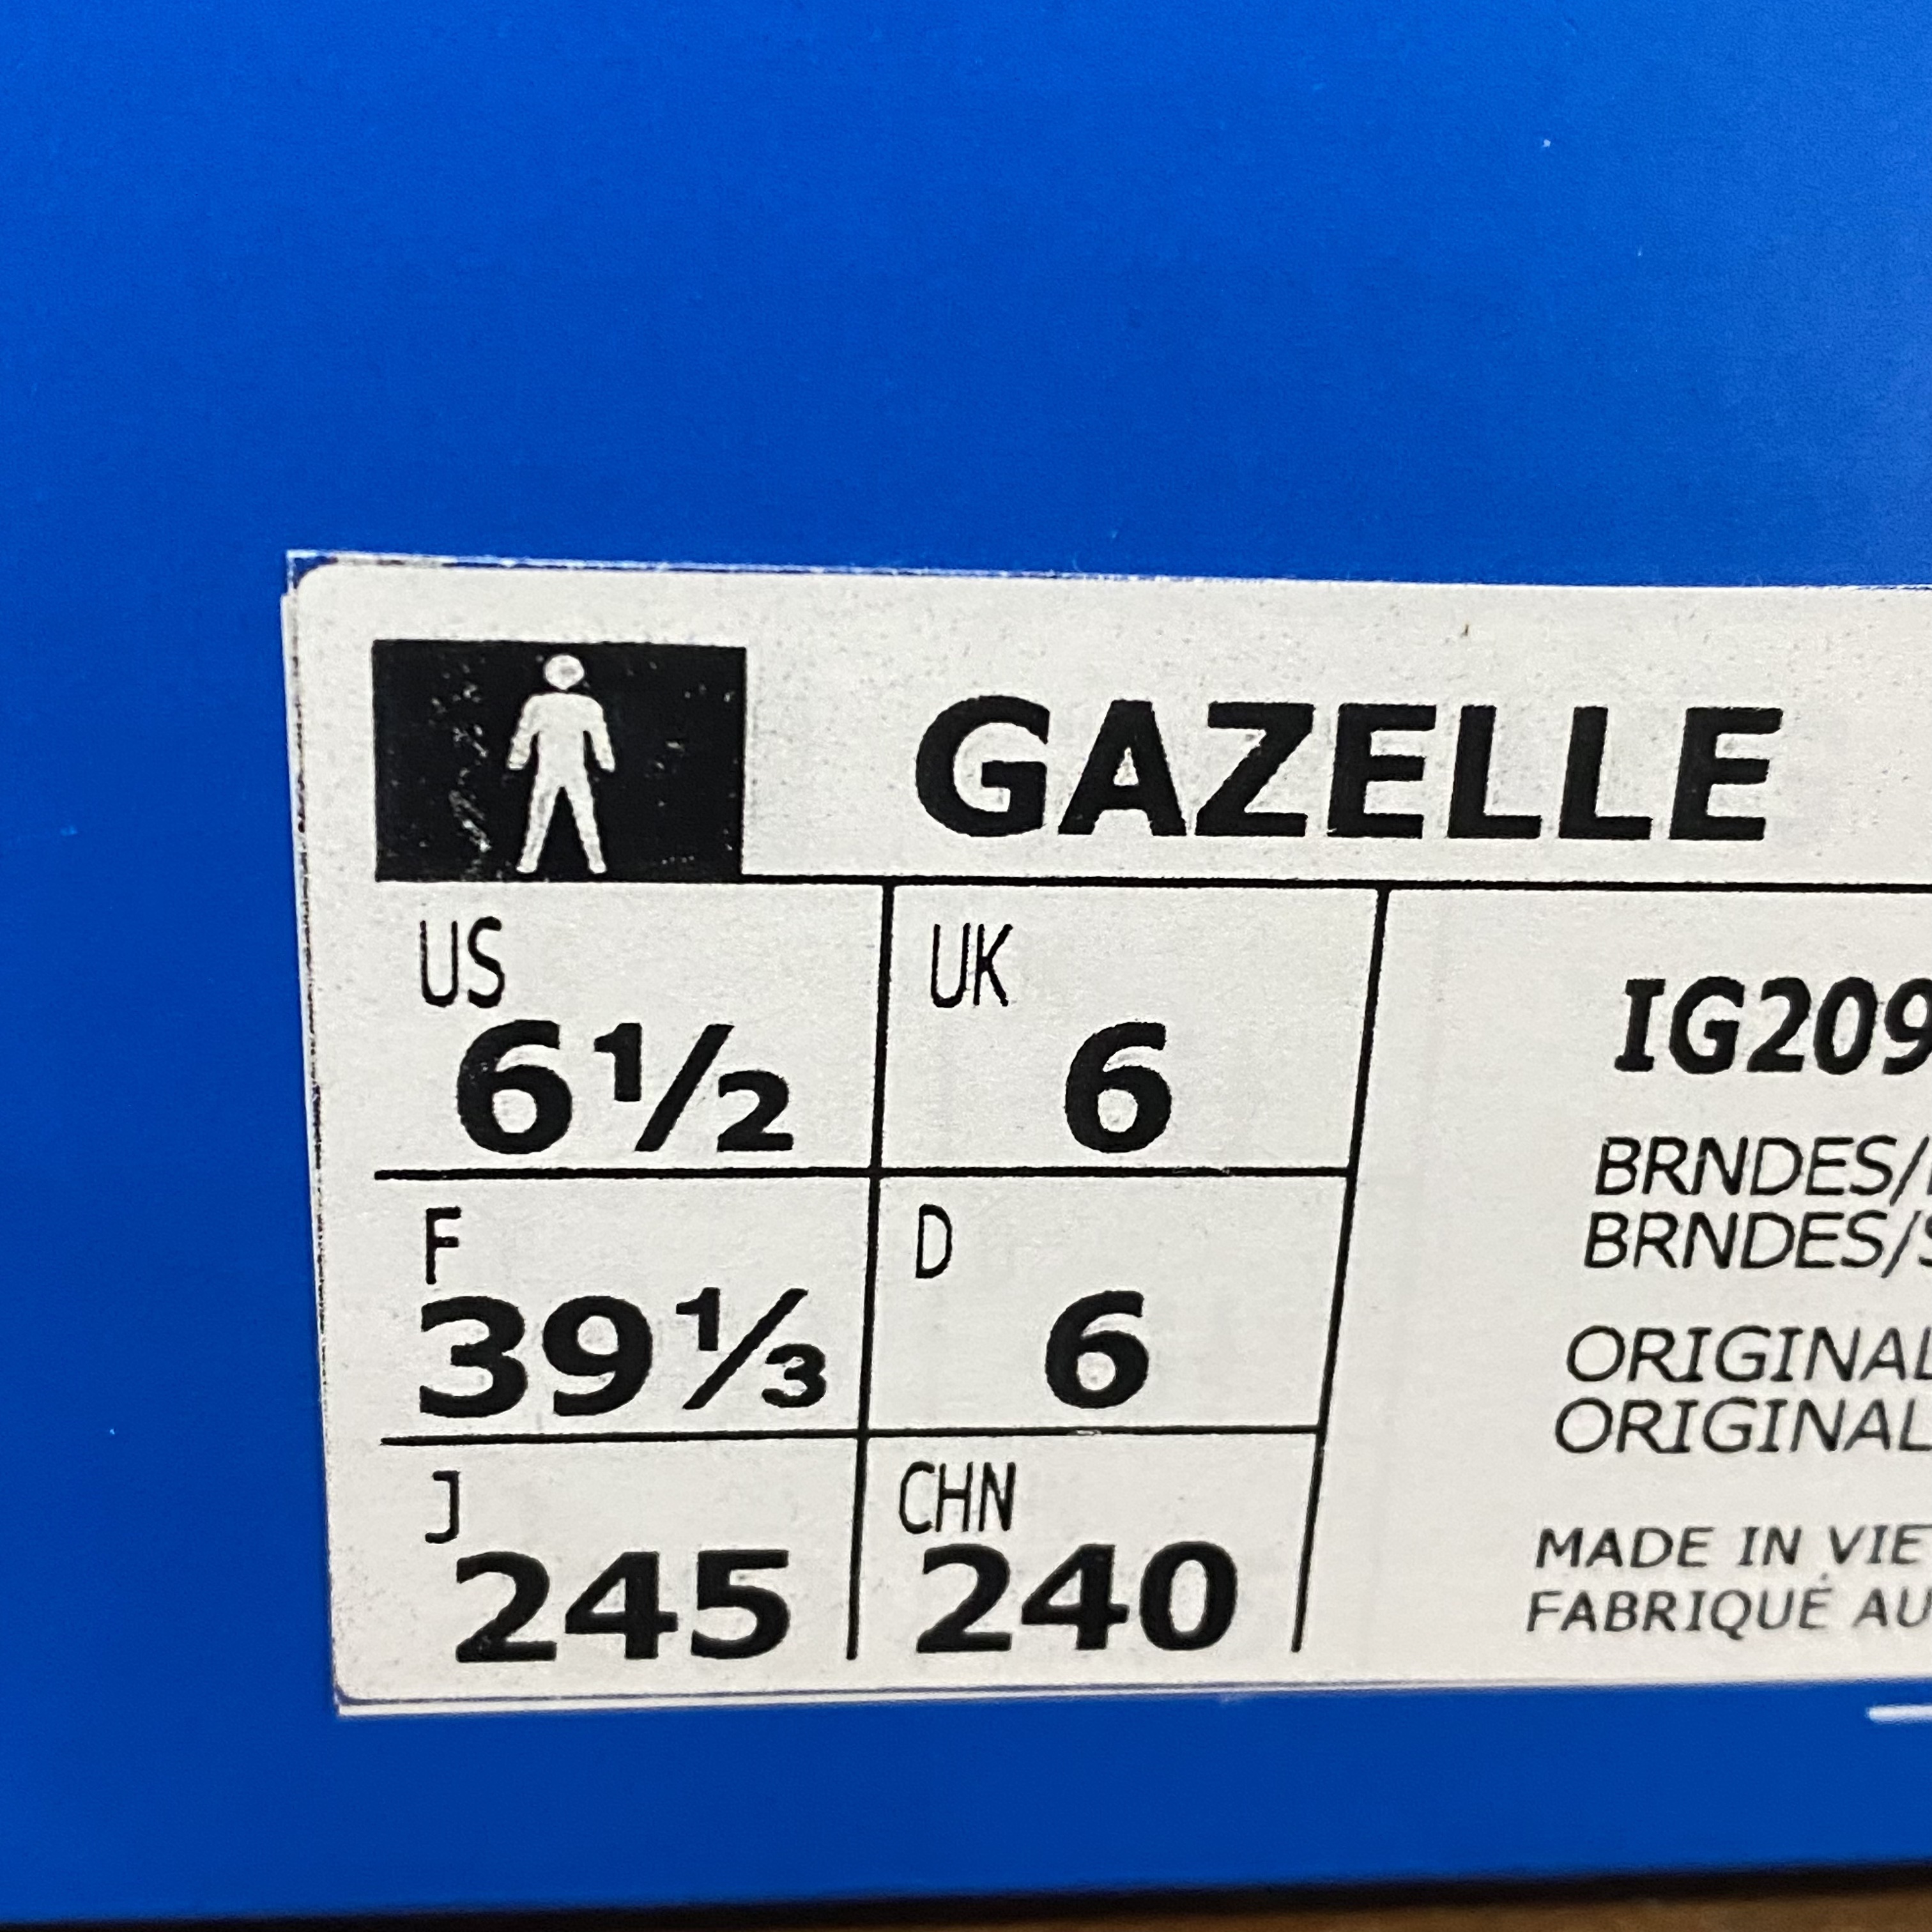 GAZELLE
US UK
6½ 6
F D
39⅓ 6
J CHN
245 240
IG209
BRNDES/
BRNDES/S
ORIGINAL
ORIGINAL
MADE IN VIE
FABRIQUÉ AU